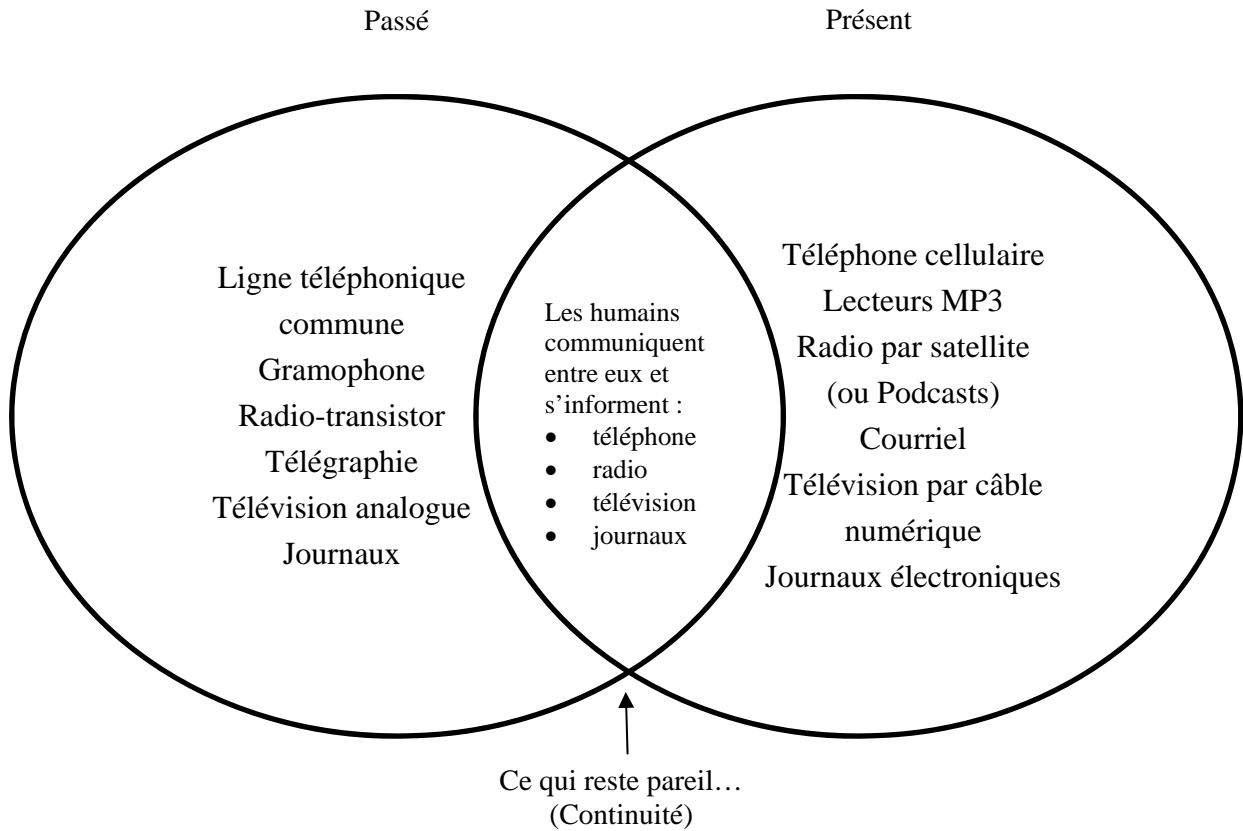 Passé
Présent
Ligne téléphonique
commune
Gramophone
Radio-transistor
Télégraphie
Télévision analogue
Journaux
Les humains
communiquent
entre eux et
s’informent :
• téléphone
• radio
• télévision
• journaux
Téléphone cellulaire
Lecteurs MP3
Radio par satellite
(ou Podcasts)
Courriel
Télévision par câble
numérique
Journaux électroniques
Ce qui reste pareil…
(Continuité)